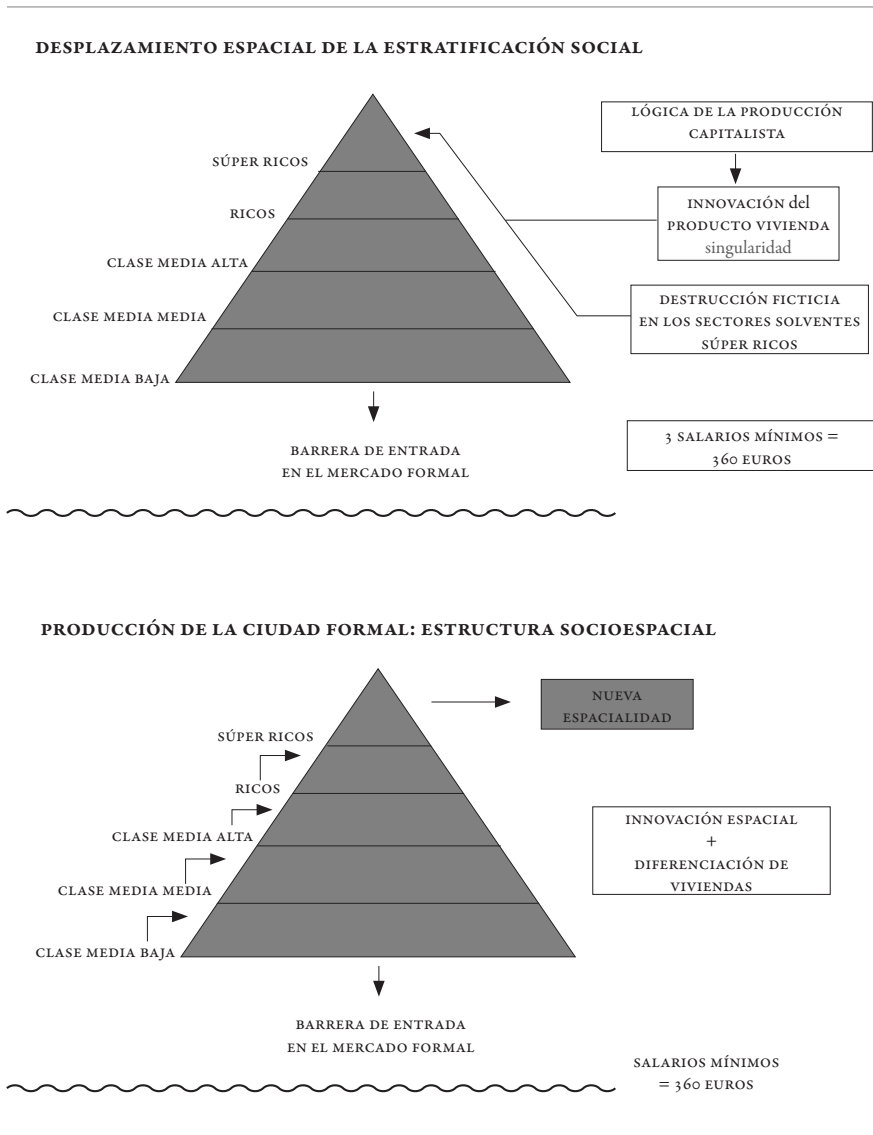 DESPLAZAMIENTO ESPACIAL DE LA ESTRATIFICACIÓN SOCIAL
LÓGICA DE LA PRODUCCIÓN
CAPITALISTA
SÚPER RICOS
RICOS
CLASE MEDIA ALTA
CLASE MEDIA MEDIA
CLASE MEDIA BAJA
INNOVACIÓN del
PRODUCTO VIVIENDA
singularidad
DESTRUCCIÓN FICTICIA
EN LOS SECTORES SOLVENTES
SÚPER RICOS
BARRERA DE ENTRADA
EN EL MERCADO FORMAL
3 SALARIOS MÍNIMOS =
360 EUROS
PRODUCCIÓN DE LA CIUDAD FORMAL: ESTRUCTURA SOCIOESPACIAL
NUEVA
ESPACIALIDAD
SÚPER RICOS
RICOS
CLASE MEDIA ALTA
CLASE MEDIA MEDIA
CLASE MEDIA BAJA
INNOVACIÓN ESPACIAL
+
DIFERENCIACIÓN DE
VIVIENDAS
BARRERA DE ENTRADA
EN EL MERCADO FORMAL
SALARIOS MÍNIMOS
= 360 EUROS